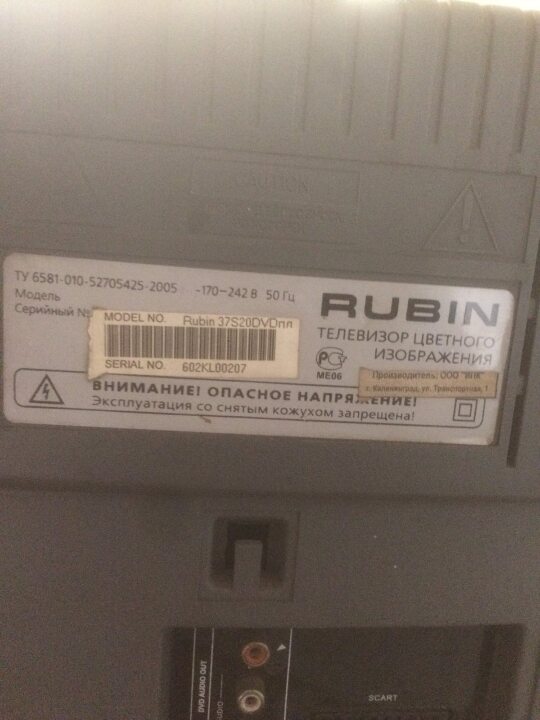 CAUTION
ТУ 6581-010-52705425-2005 ~170-242 В 50 Гц
RUBIN
Модель
Серийный №
MODEL NO. Rubin 37S20DVDпл
SERIAL NO. 602KL00207
ТЕЛЕВИЗОР ЦВЕТНОГО
ИЗОБРАЖЕНИЯ
МЕ06
Производитель: ООО
г. Калининград, ул. Транспортная, 1
ВНИМАНИЕ! ОПАСНОЕ НАПРЯЖЕНИЕ!
Эксплуатация со снятым кожухом запрещена!
DVD AUDIO OUT
SCART